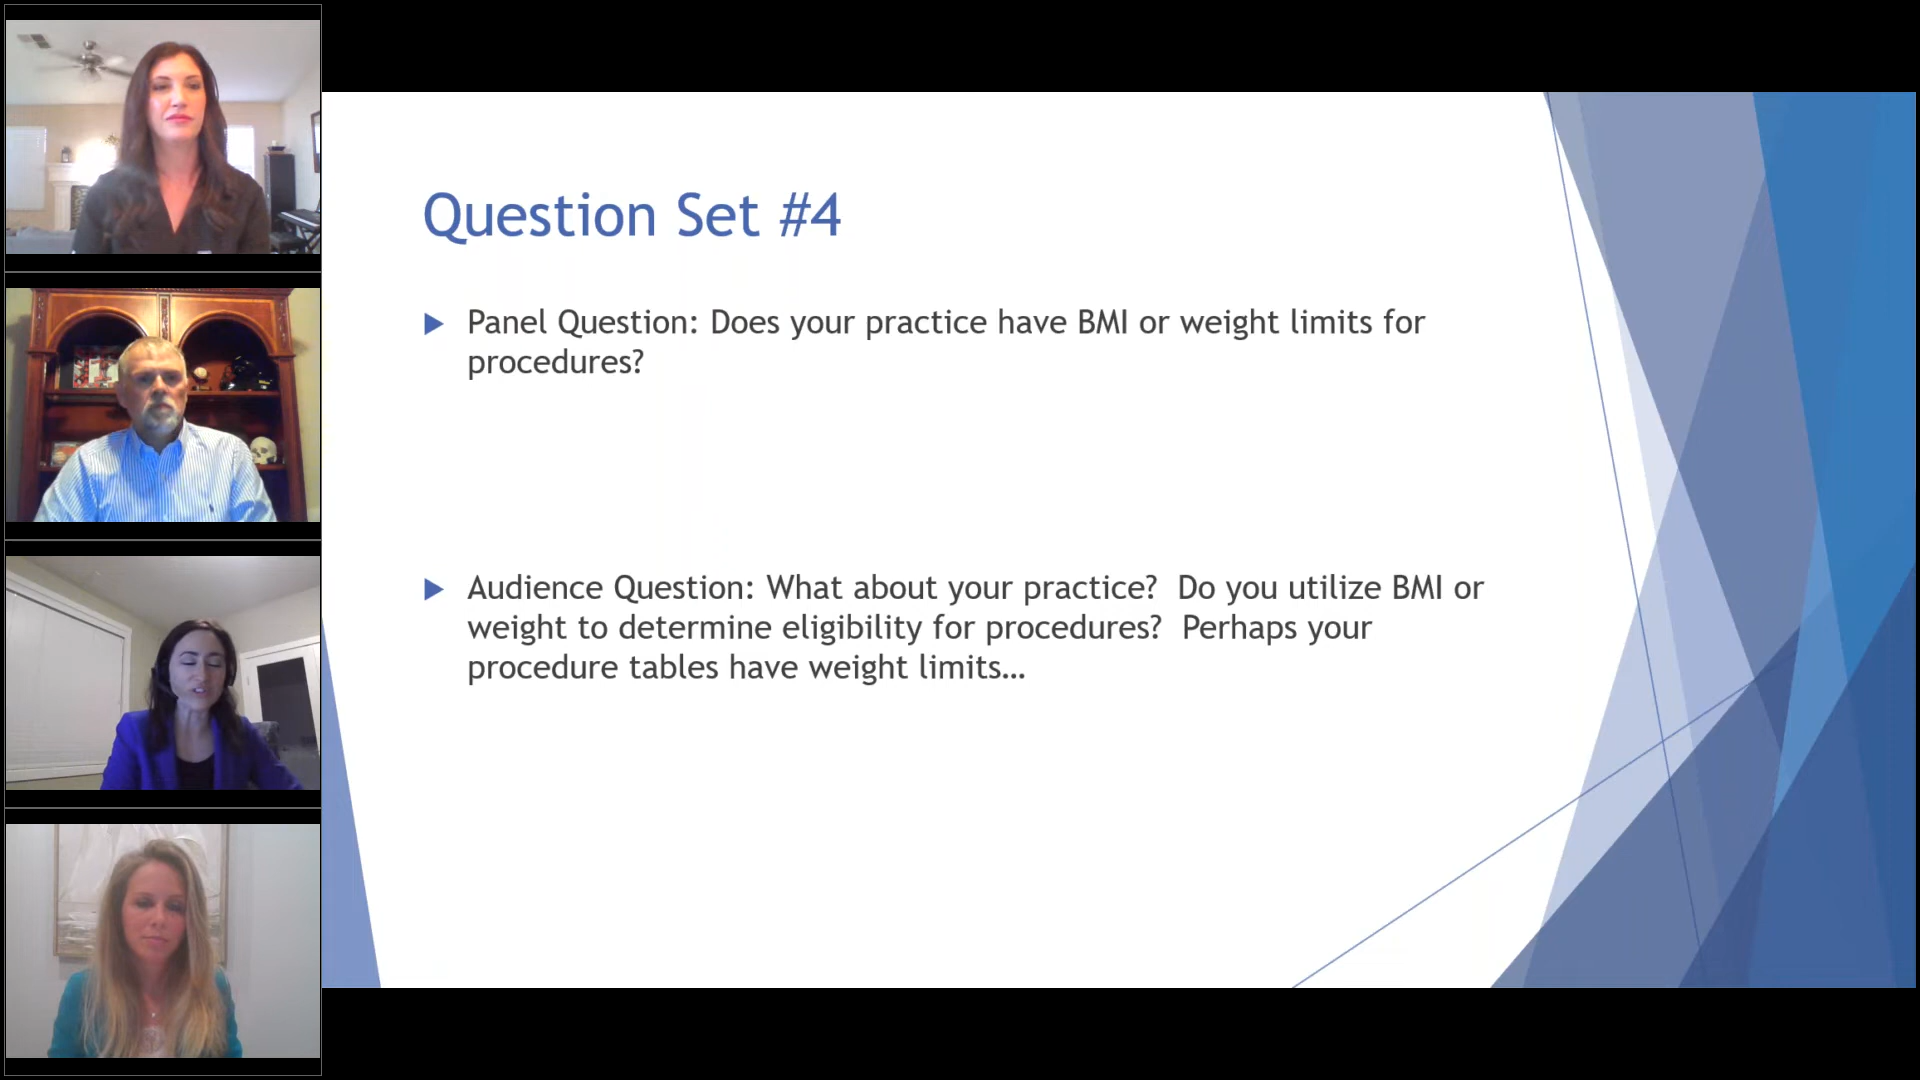 Question Set #4
Panel Question: Does your practice have BMI or weight limits for
procedures?
Audience Question: What about your practice?  Do you utilize BMI or
weight to determine eligibility for procedures?  Perhaps your
procedure tables have weight limits…